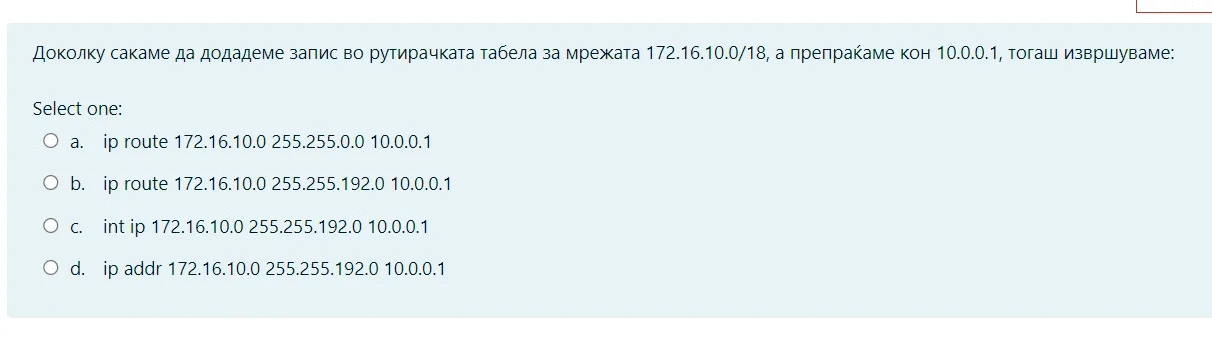 Доколку сакаме да додадеме запис во рутирачката табела за мрежата 172.16.10.0/18, а препраќаме кон 10.0.0.1, тогаш извршуваме:
Select one:
a. ip route 172.16.10.0 255.255.0.0 10.0.0.1
b. ip route 172.16.10.0 255.255.192.0 10.0.0.1
c. int ip 172.16.10.0 255.255.192.0 10.0.0.1
d. ip addr 172.16.10.0 255.255.192.0 10.0.0.1